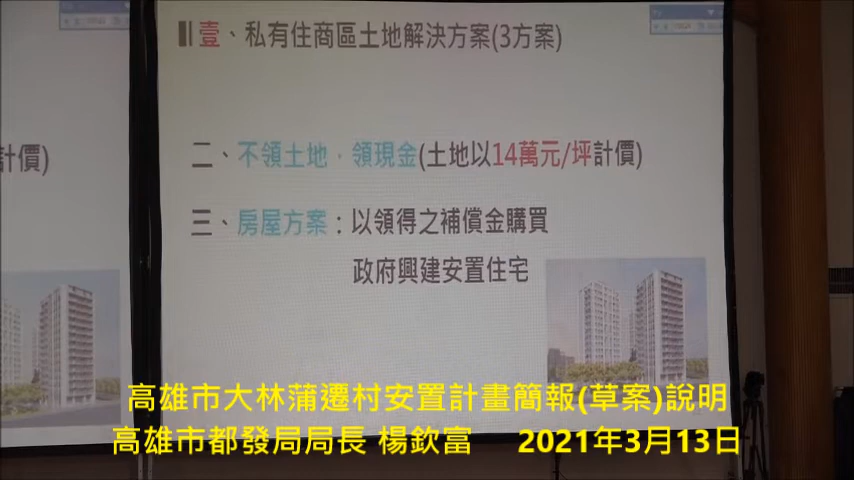 壹、私有住商區土地解決方案(3方案)
計價)
二、不領土地，領現金(土地以14萬元/坪計價)
三、房屋方案：以領得之補償金購買
政府興建安置住宅
高雄市大林蒲遷村安置計畫簡報(草案)說明
高雄市都發局局長 楊欽富 2021年3月13日